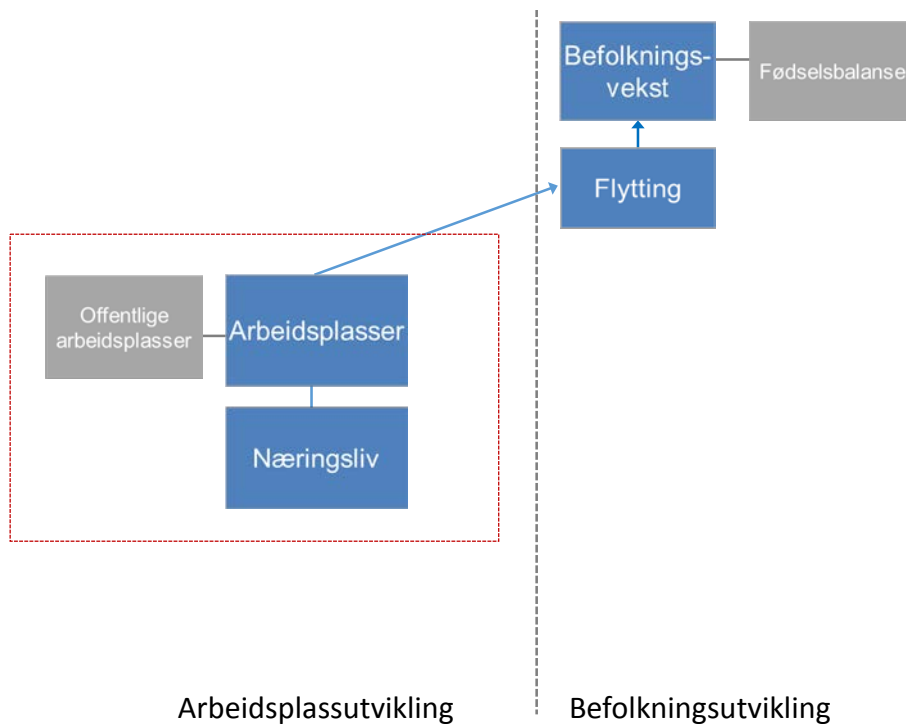 Befolknings-
vekst
Fødselsbalanse
Flytting
Offentlige
arbeidsplasser
Arbeidsplasser
Næringsliv
Arbeidsplassutvikling
Befolkningsutvikling